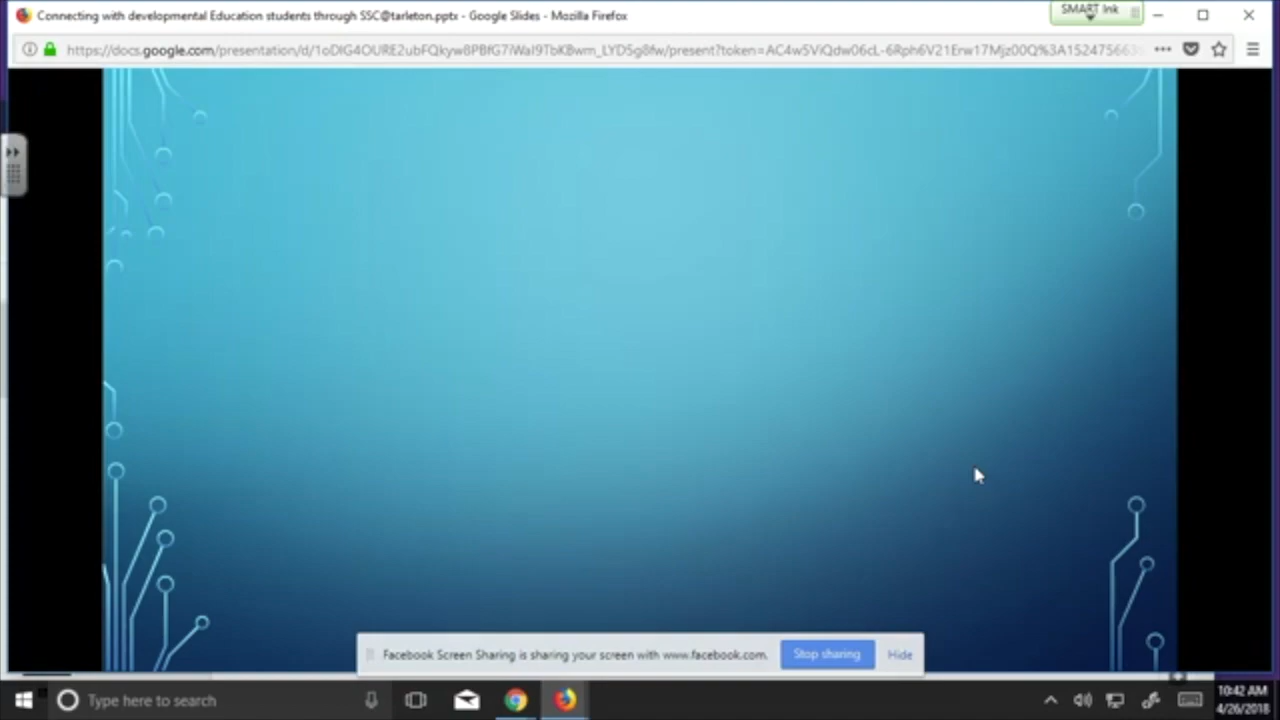 Connecting with developmental Education students through SSC@tarleton.pptx - Google Slides - Mozilla Firefox
SMART Ink
Facebook Screen Sharing is sharing your screen with www.facebook.com.
Stop sharing
Hide
Type here to search
10:42 AM
4/26/2018